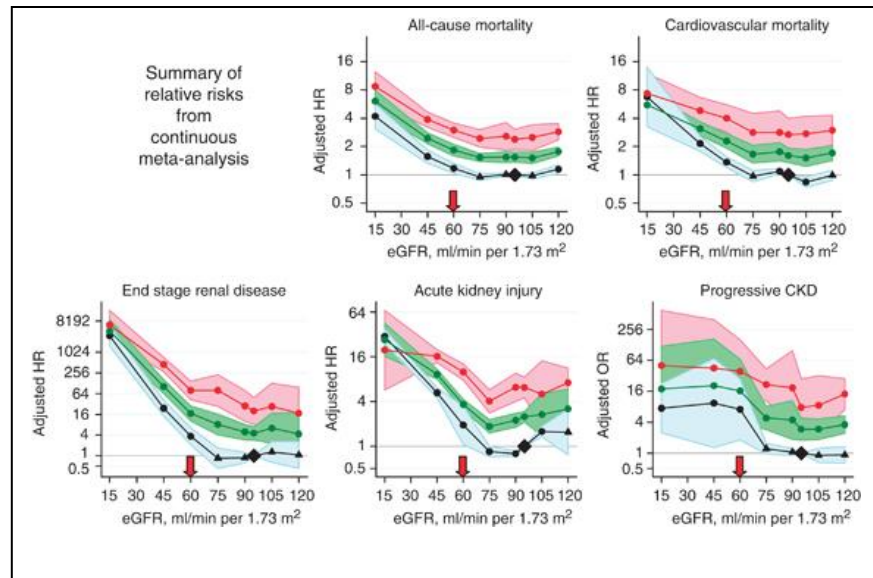 Summary of
relative risks
from
continuous
meta-analysis
All-cause mortality
Adjusted HR
16
8
4
2
1
0.5
15 30 45 60 75 90 105 120
eGFR, ml/min per 1.73 m²
Cardiovascular mortality
Adjusted HR
16
8
4
2
1
0.5
15 30 45 60 75 90 105 120
eGFR, ml/min per 1.73 m²
End stage renal disease
Adjusted HR
8192
1024
256
64
16
4
1
0.5
15 30 45 60 75 90 105 120
eGFR, ml/min per 1.73 m²
Acute kidney injury
Adjusted HR
64
16
4
1
0.5
15 30 45 60 75 90 105 120
eGFR, ml/min per 1.73 m²
Progressive CKD
Adjusted OR
256
64
16
4
1
0.5
15 30 45 60 75 90 105 120
eGFR, ml/min per 1.73 m²